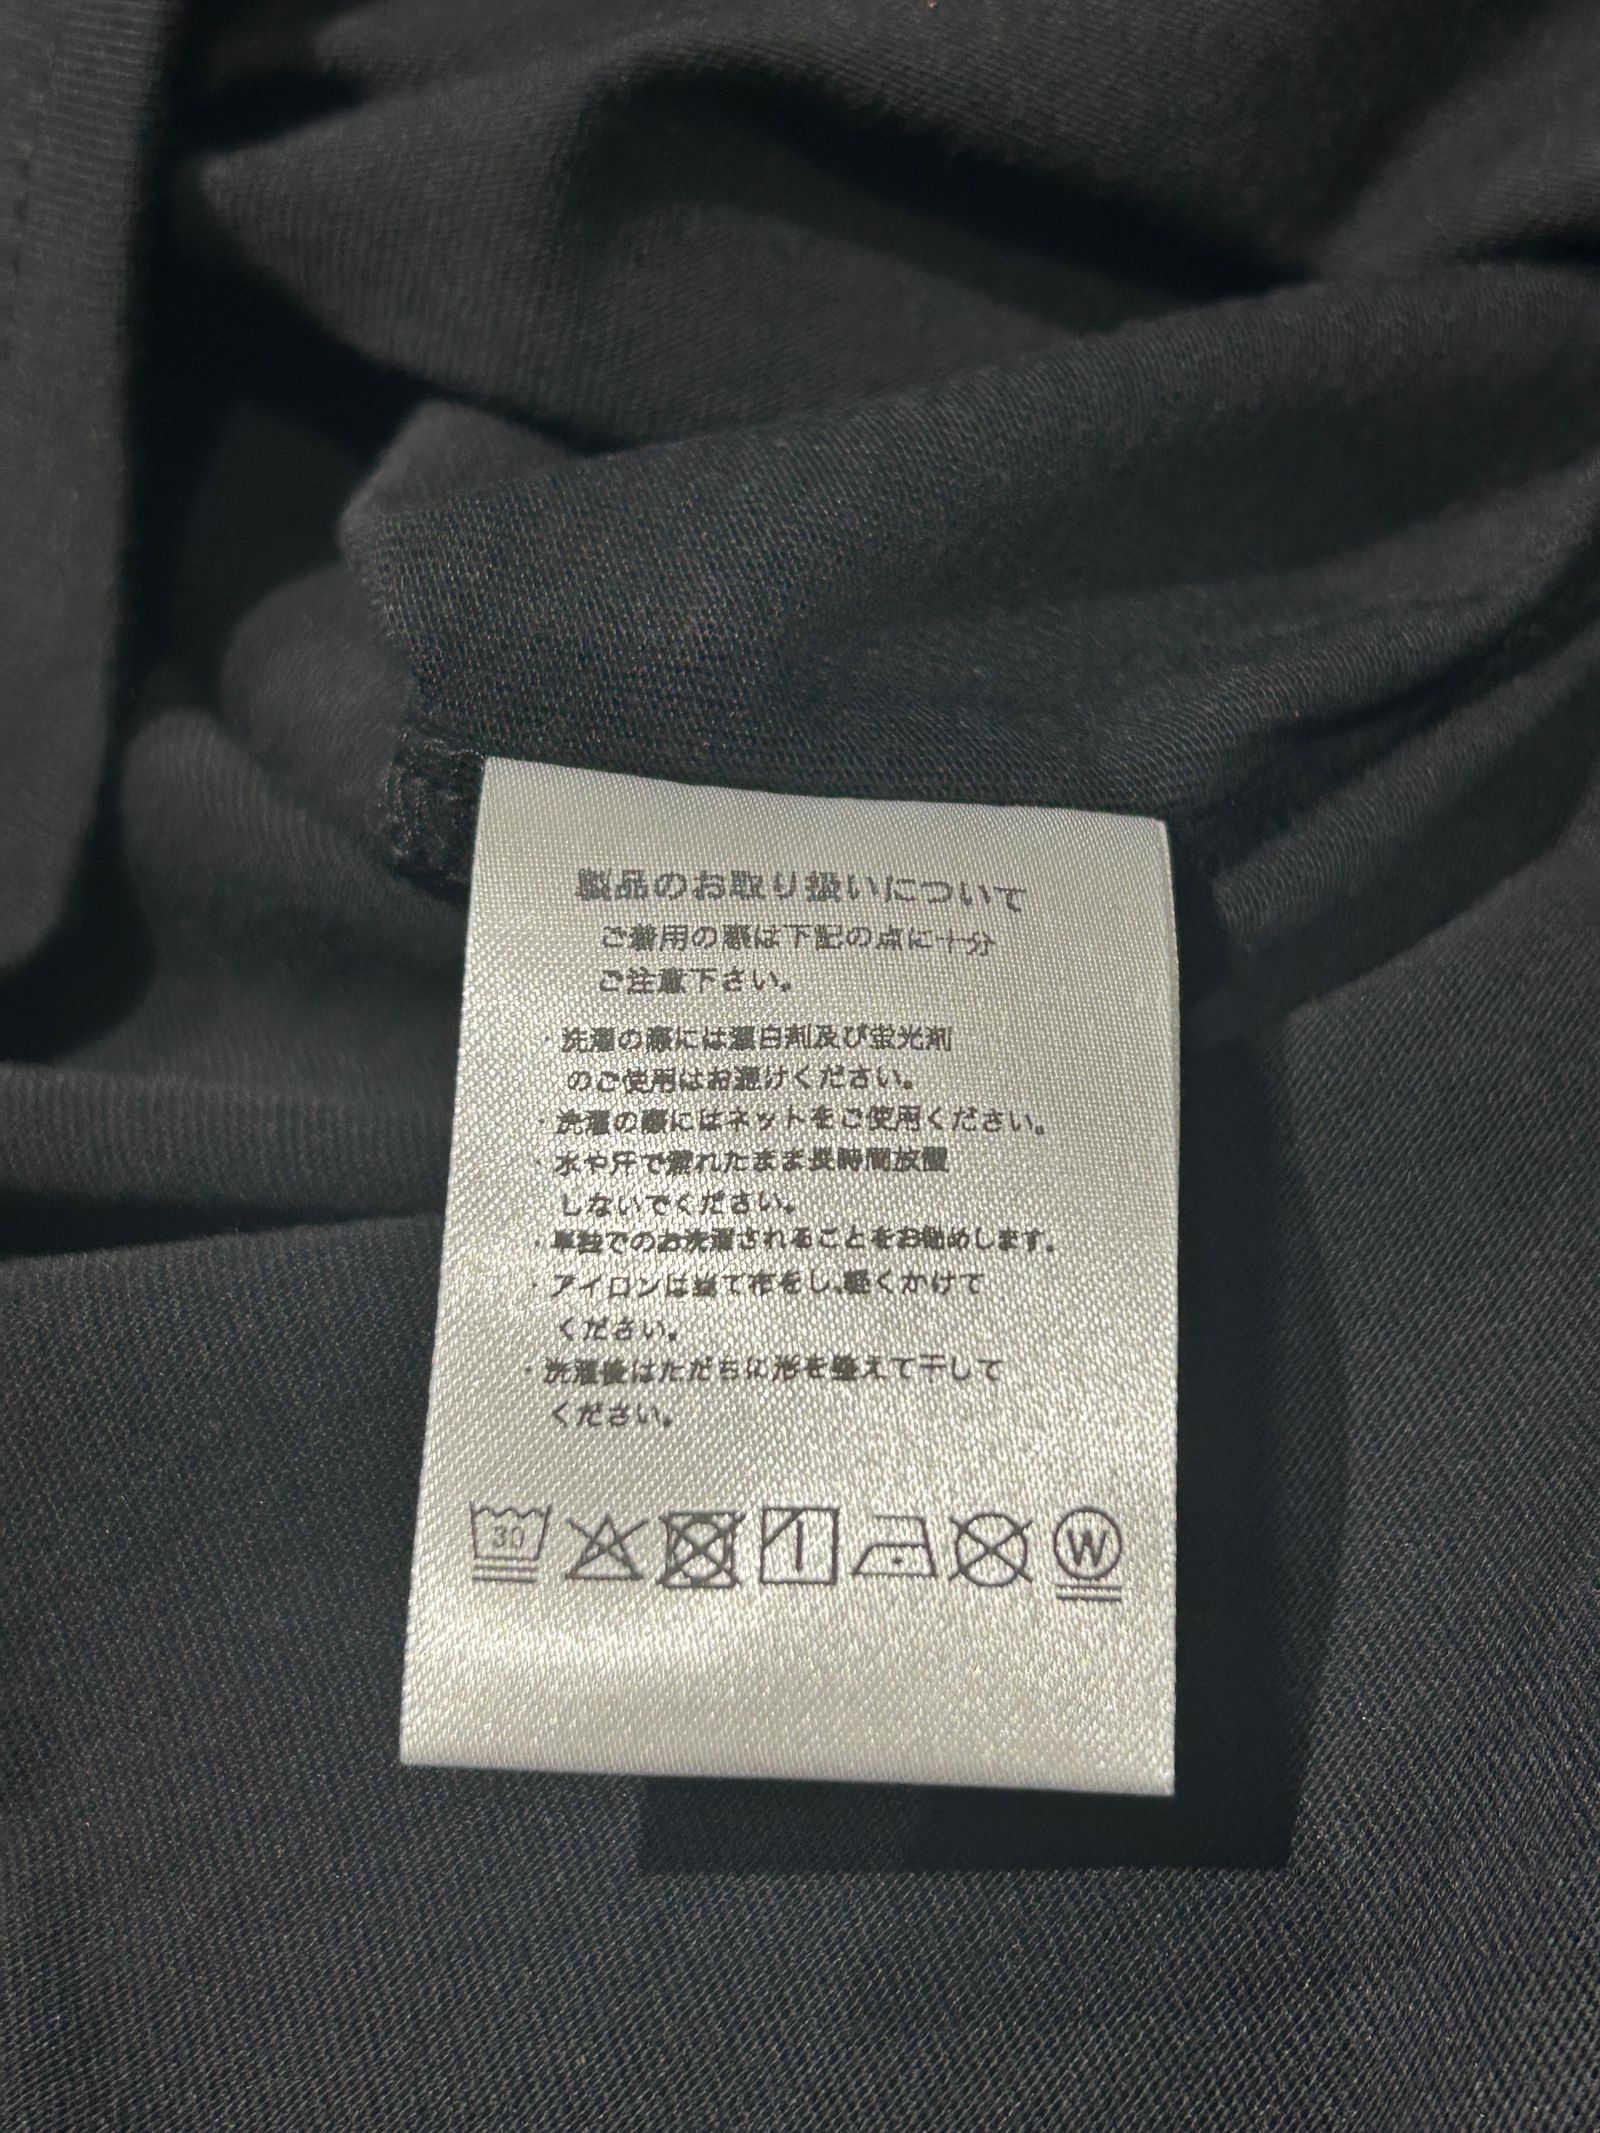 製品のお取り扱いについて
ご着用の際は下記の点に十分
ご注意下さい。
・洗濯の際には漂白剤及び蛍光剤
のご使用はお避けください。
・洗濯の際にはネットをご使用ください。
・水や汗で濡れたまま長時間放置
しないでください。
・単独でのお洗濯されることをお勧めします。
・アイロンは当て布をし、軽くかけて
ください。
・洗濯後はただちに形を整えて干して
ください。
30
W